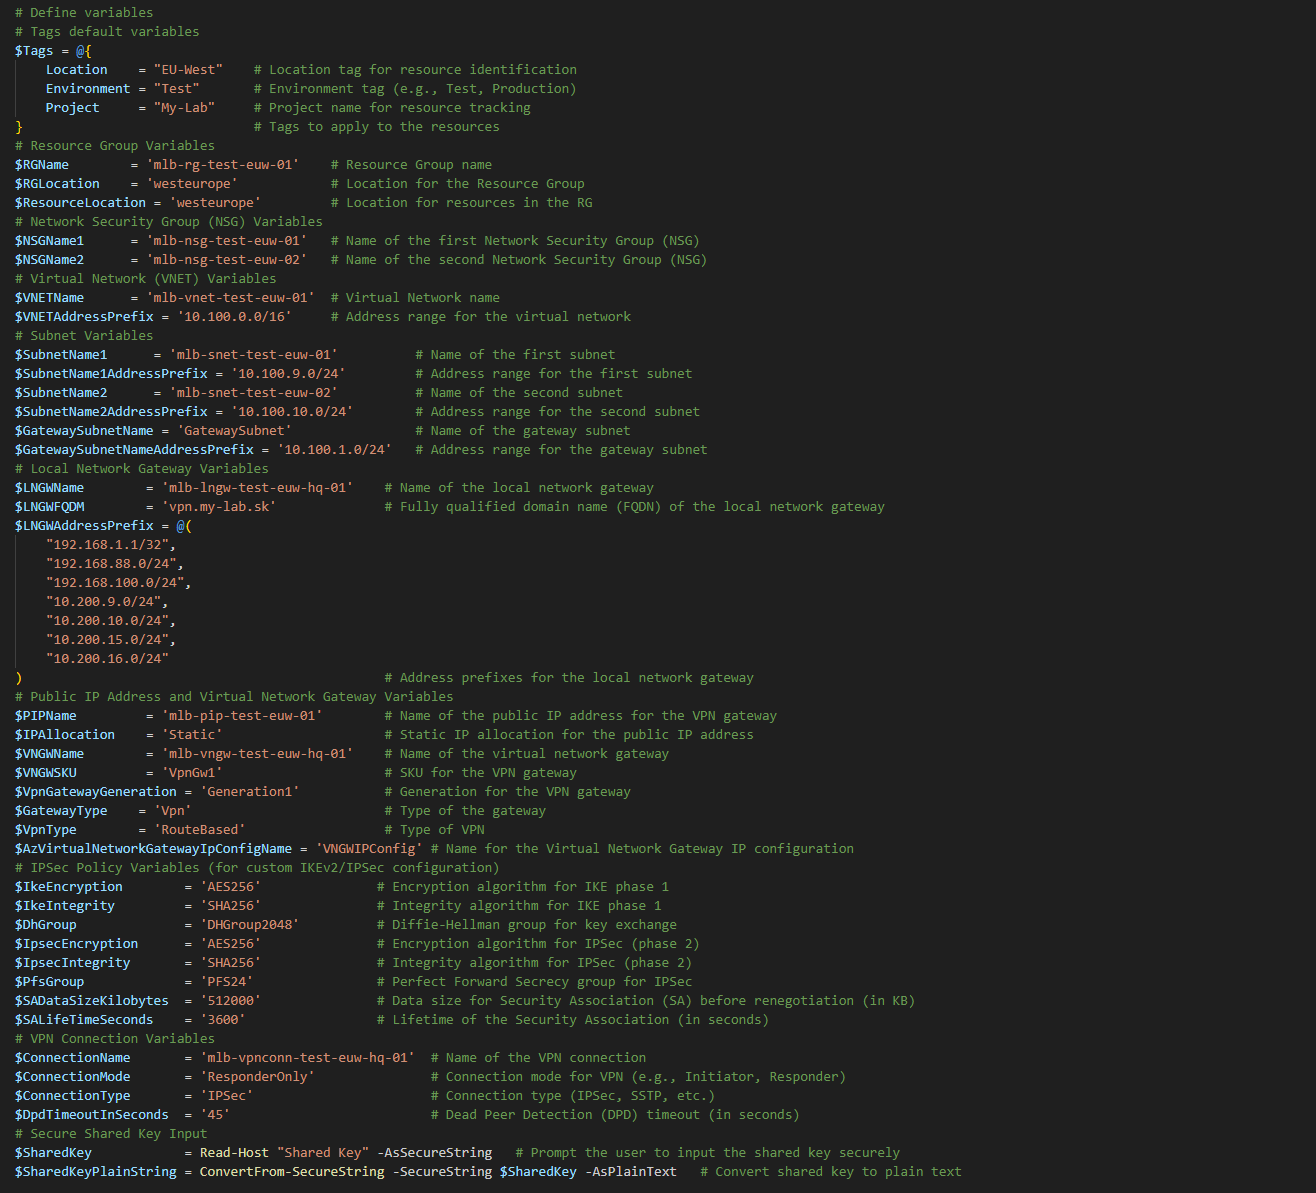 # Define variables
# Tags default variables
$Tags = @{
    Location    = "EU-West"    # Location tag for resource identification
    Environment = "Test"       # Environment tag (e.g., Test, Production)
    Project     = "My-Lab"     # Project name for resource tracking
}                              # Tags to apply to the resources
# Resource Group Variables
$RGName        = 'mlb-rg-test-euw-01'    # Resource Group name
$RGLocation    = 'westeurope'            # Location for the Resource Group
$ResourceLocation = 'westeurope'         # Location for resources in the RG
# Network Security Group (NSG) Variables
$NSGName1      = 'mlb-nsg-test-euw-01'   # Name of the first Network Security Group (NSG)
$NSGName2      = 'mlb-nsg-test-euw-02'   # Name of the second Network Security Group (NSG)
# Virtual Network (VNET) Variables
$VNETName      = 'mlb-vnet-test-euw-01'  # Virtual Network name
$VNETAddressPrefix = '10.100.0.0/16'     # Address range for the virtual network
# Subnet Variables
$SubnetName1      = 'mlb-snet-test-euw-01'          # Name of the first subnet
$SubnetName1AddressPrefix = '10.100.9.0/24'         # Address range for the first subnet
$SubnetName2      = 'mlb-snet-test-euw-02'          # Name of the second subnet
$SubnetName2AddressPrefix = '10.100.10.0/24'        # Address range for the second subnet
$GatewaySubnetName = 'GatewaySubnet'                # Name of the gateway subnet
$GatewaySubnetNameAddressPrefix = '10.100.1.0/24'   # Address range for the gateway subnet
# Local Network Gateway Variables
$LNGWName        = 'mlb-lngw-test-euw-hq-01'    # Name of the local network gateway
$LNGWFQDM        = 'vpn.my-lab.sk'              # Fully qualified domain name (FQDN) of the local network gateway
$LNGWAddressPrefix = @(
    "192.168.1.1/32",
    "192.168.88.0/24",
    "192.168.100.0/24",
    "10.200.9.0/24",
    "10.200.10.0/24",
    "10.200.15.0/24",
    "10.200.16.0/24"
)                                               # Address prefixes for the local network gateway
# Public IP Address and Virtual Network Gateway Variables
$PIPName         = 'mlb-pip-test-euw-01'        # Name of the public IP address for the VPN gateway
$IPAllocation    = 'Static'                     # Static IP allocation for the public IP address
$VNGWName        = 'mlb-vngw-test-euw-hq-01'    # Name of the virtual network gateway
$VNGWSKU         = 'VpnGw1'                     # SKU for the VPN gateway
$VpnGatewayGeneration = 'Generation1'           # Generation for the VPN gateway
$GatewayType    = 'Vpn'                         # Type of the gateway
$VpnType        = 'RouteBased'                  # Type of VPN
$AzVirtualNetworkGatewayIpConfigName = 'VNGWIPConfig' # Name for the Virtual Network Gateway IP configuration
# IPSec Policy Variables (for custom IKEv2/IPSec configuration)
$IkeEncryption        = 'AES256'               # Encryption algorithm for IKE phase 1
$IkeIntegrity         = 'SHA256'               # Integrity algorithm for IKE phase 1
$DhGroup              = 'DHGroup2048'          # Diffie-Hellman group for key exchange
$IpsecEncryption      = 'AES256'               # Encryption algorithm for IPSec (phase 2)
$IpsecIntegrity       = 'SHA256'               # Integrity algorithm for IPSec (phase 2)
$PfsGroup             = 'PFS24'                # Perfect Forward Secrecy group for IPSec
$SADataSizeKilobytes  = '512000'               # Data size for Security Association (SA) before renegotiation (in KB)
$SALifeTimeSeconds    = '3600'                 # Lifetime of the Security Association (in seconds)
# VPN Connection Variables
$ConnectionName       = 'mlb-vpnconn-test-euw-hq-01'  # Name of the VPN connection
$ConnectionMode       = 'ResponderOnly'               # Connection mode for VPN (e.g., Initiator, Responder)
$ConnectionType       = 'IPSec'                       # Connection type (IPSec, SSTP, etc.)
$DpdTimeoutInSeconds  = '45'                          # Dead Peer Detection (DPD) timeout (in seconds)
# Secure Shared Key Input
$SharedKey            = Read-Host "Shared Key" -AsSecureString   # Prompt the user to input the shared key securely
$SharedKeyPlainString = ConvertFrom-SecureString -SecureString $SharedKey -AsPlainText   # Convert shared key to plain text